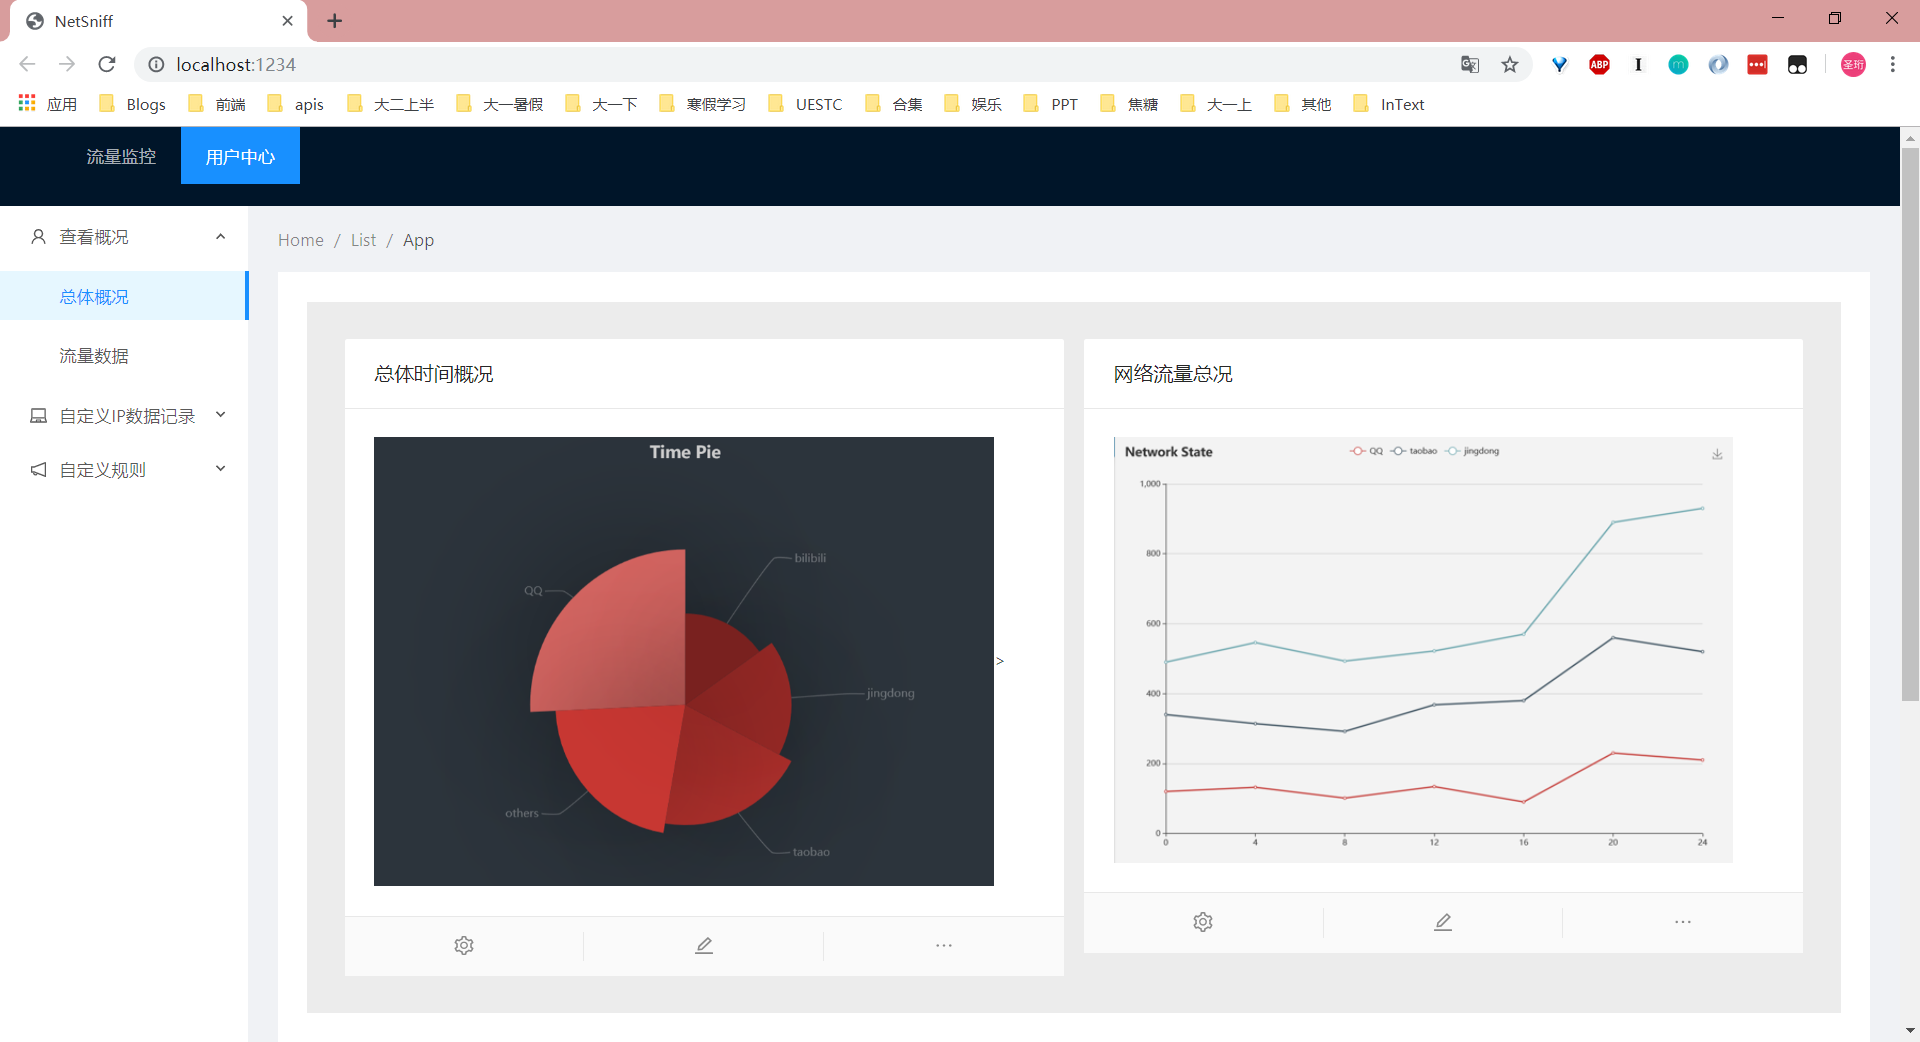 NetSniff
localhost:1234
应用 Blogs 前端 apis 大二上半 大一暑假 大一下 寒假学习 UESTC 合集 娱乐 PPT 焦糖 大一上 其他 InText
ABP
圣珩
流量监控 用户中心
查看概况
总体概况
流量数据
自定义IP数据记录
自定义规则
Home / List / App
总体时间概况
Time Pie
bilibili
QQ
jingdong
others
taobao
>
网络流量总况
Network State
QQ taobao jingdong
1,000
800
600
400
200
0
0 4 8 12 16 20 24